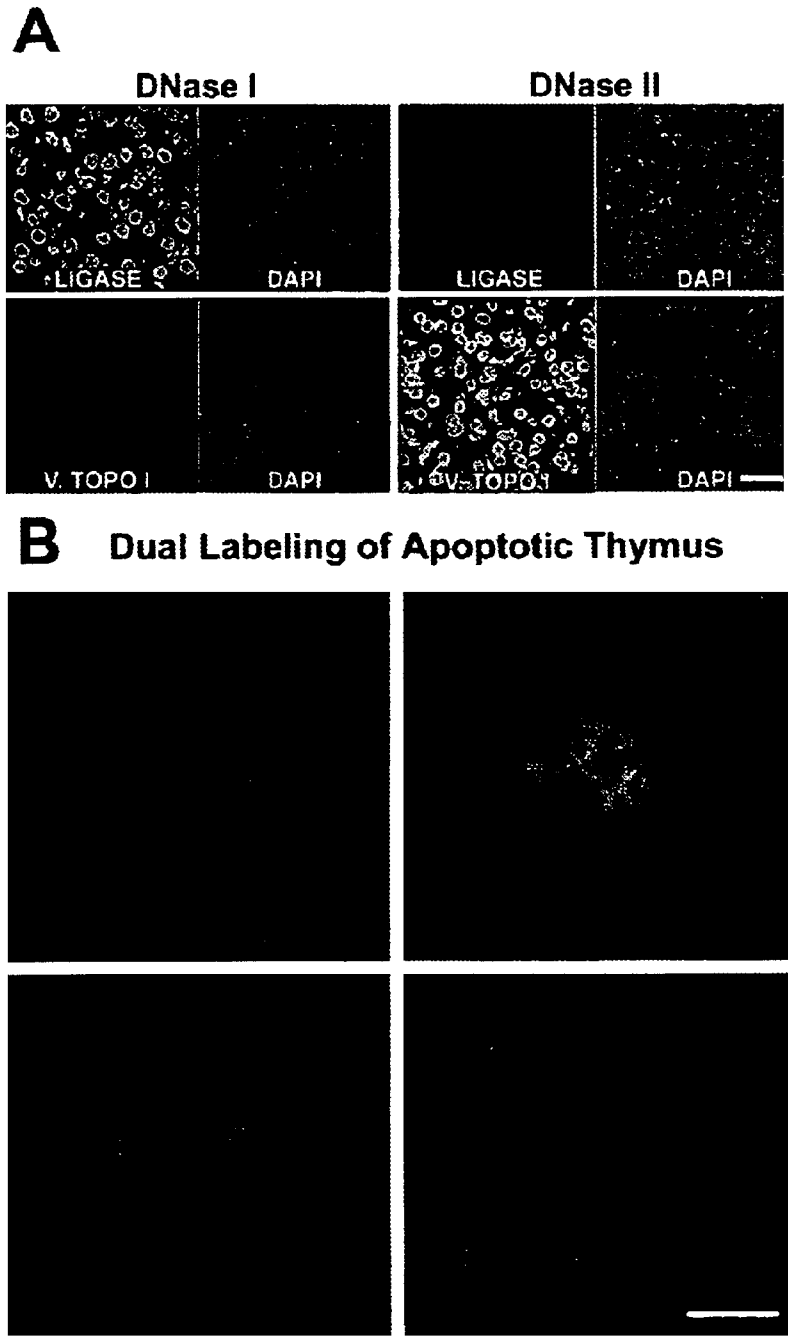 A
DNase I DNase II
LIGASE DAPI LIGASE DAPI
V. TOPO I DAPI V. TOPO I DAPI
B Dual Labeling of Apoptotic Thymus